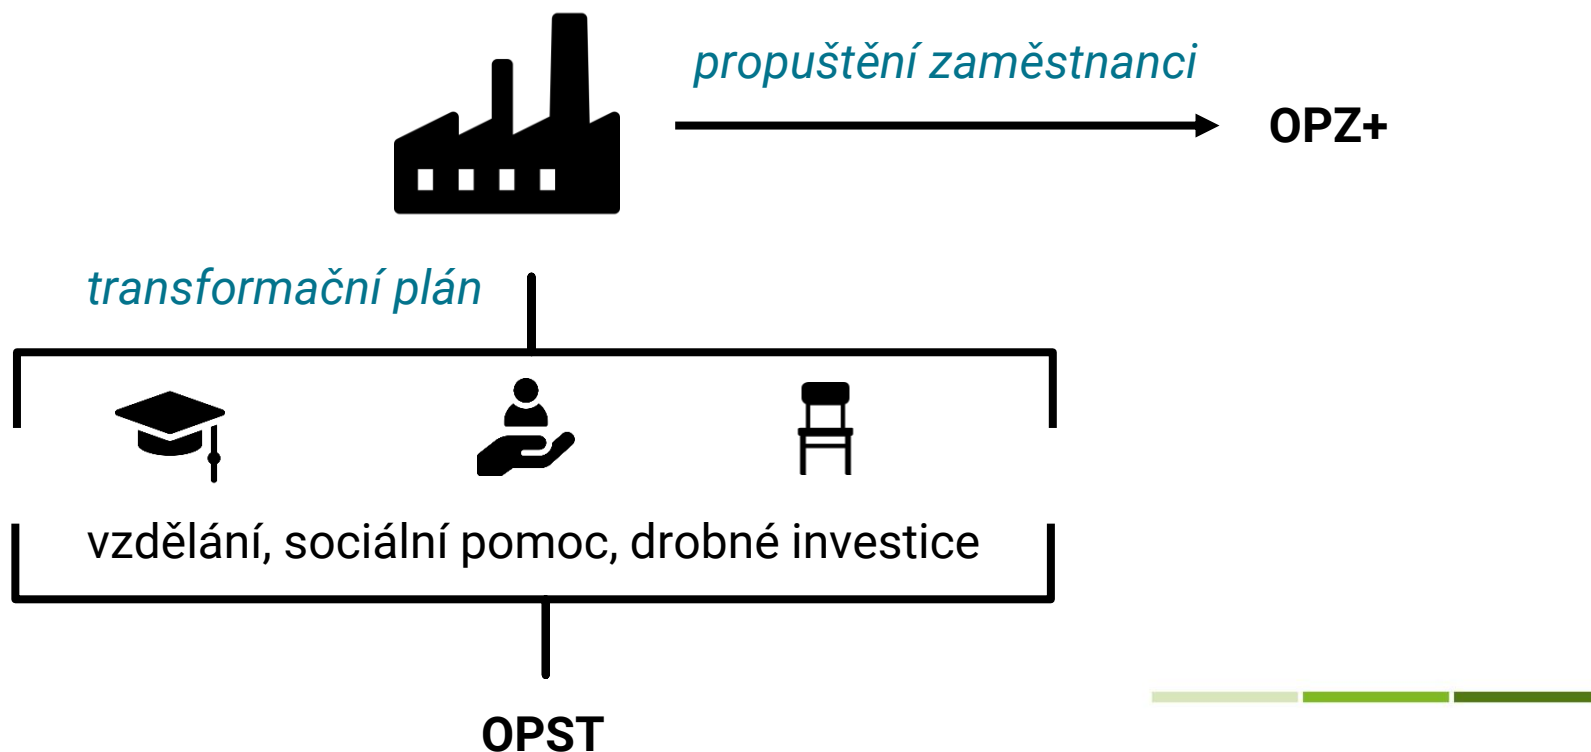 propuštění zaměstnanci
OPZ+
transformační plán
vzdělání, sociální pomoc, drobné investice
OPST